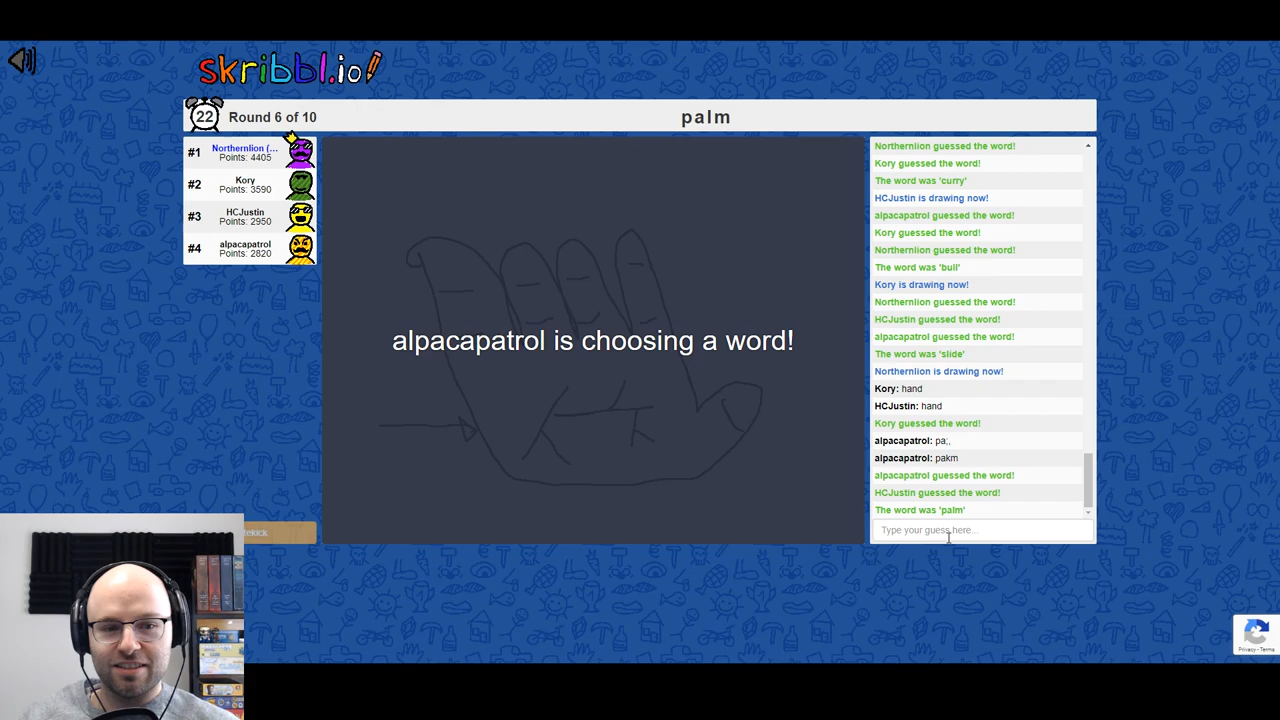 skribbl.io
22
Round 6 of 10
palm
#1
Northernlion (...
Points: 4405
#2
Kory
Points: 3590
#3
HCJustin
Points: 2950
#4
alpacapatrol
Points: 2820
alpacapatrol is choosing a word!
Northernlion guessed the word!
Kory guessed the word!
The word was 'curry'
HCJustin is drawing now!
alpacapatrol guessed the word!
Kory guessed the word!
Northernlion guessed the word!
The word was 'bull'
Kory is drawing now!
Northernlion guessed the word!
HCJustin guessed the word!
alpacapatrol guessed the word!
The word was 'slide'
Northernlion is drawing now!
Kory: hand
HCJustin: hand
Kory guessed the word!
alpacapatrol: pa;,
alpacapatrol: pakm
alpacapatrol guessed the word!
HCJustin guessed the word!
The word was 'palm'
Type your guess here...
Privacy - Terms